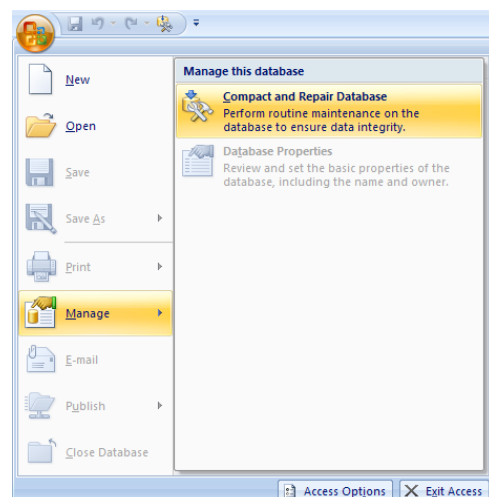 New
Open
Save
Save As
Print
Manage
E-mail
Publish
Close Database
Manage this database
Compact and Repair Database
Perform routine maintenance on the
database to ensure data integrity.
Database Properties
Review and set the basic properties of the
database, including the name and owner.
Access Options
Exit Access